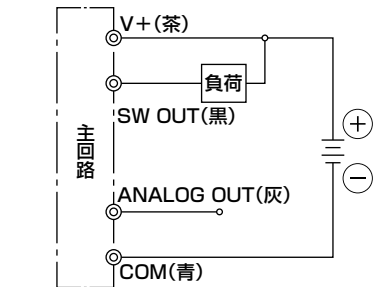 V+(茶)
負荷
SW OUT(黒)
主回路
ANALOG OUT(灰)
COM(青)
+
−